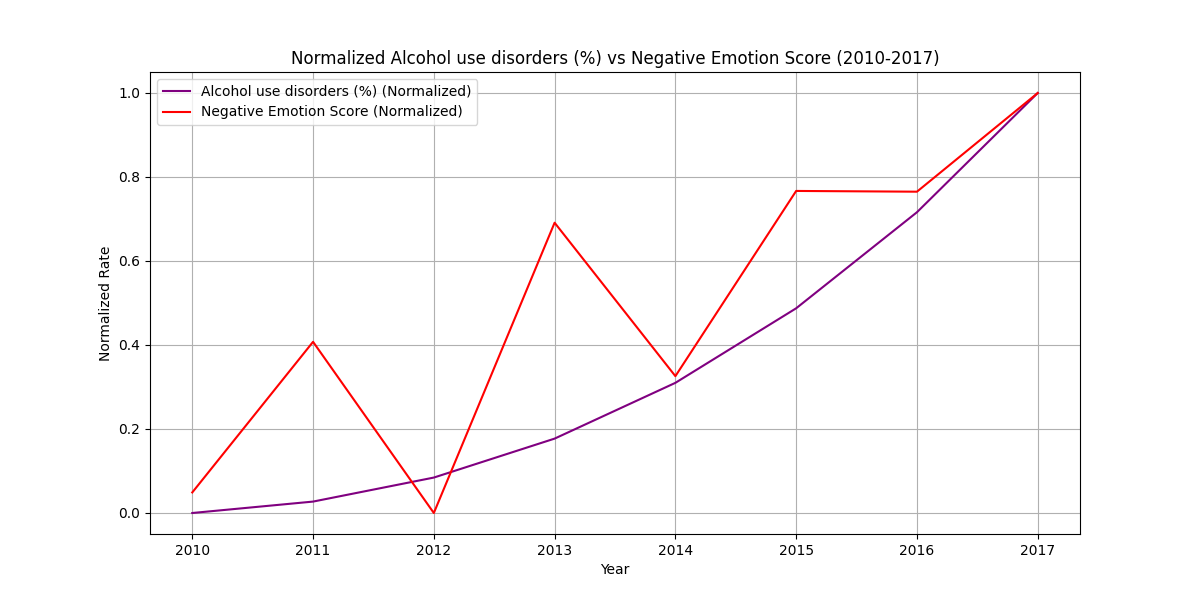 Normalized Alcohol use disorders (%) vs Negative Emotion Score (2010-2017)
Alcohol use disorders (%) (Normalized)
Negative Emotion Score (Normalized)
Normalized Rate
1.0
0.8
0.6
0.4
0.2
0.0
2010 2011 2012 2013 2014 2015 2016 2017
Year